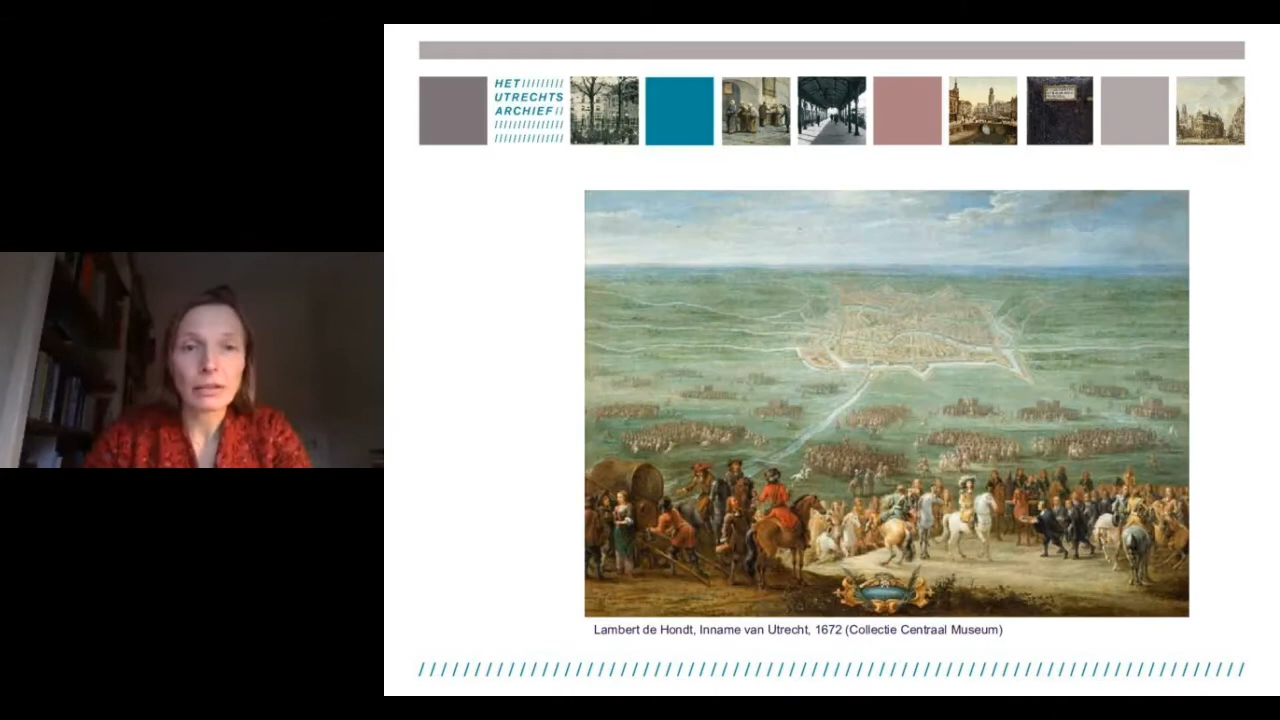 HET
UTRECHTS
ARCHIEF
Lambert de Hondt, Inname van Utrecht, 1672 (Collectie Centraal Museum)